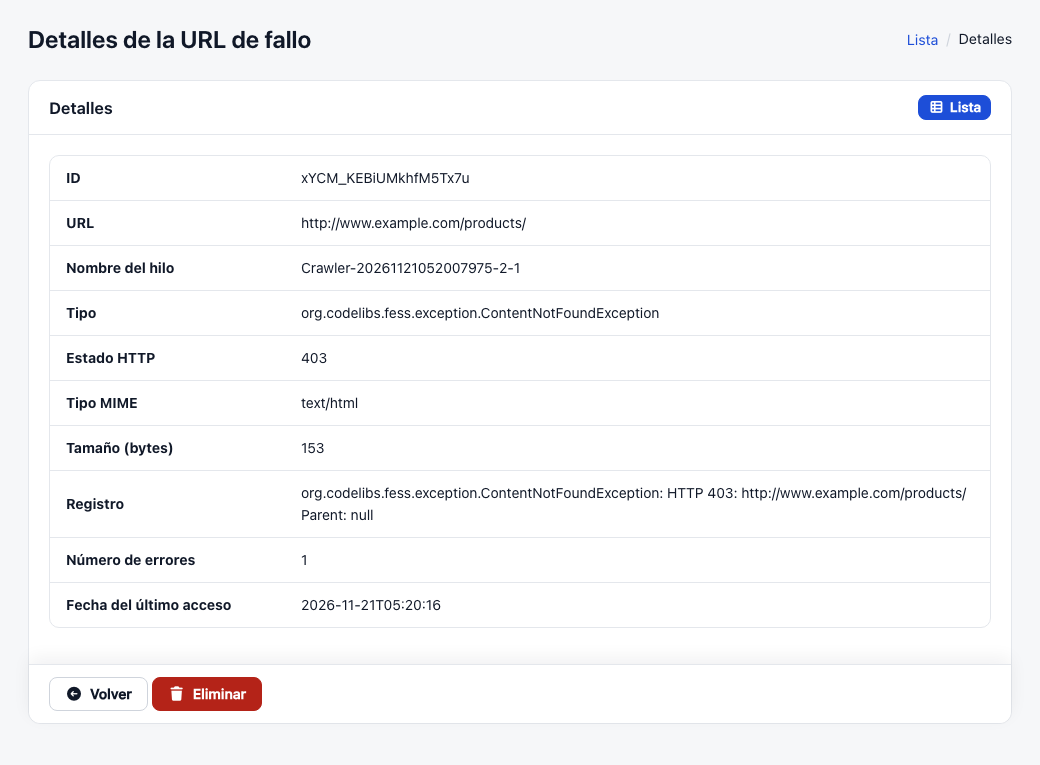 Detalles de la URL de fallo
Lista / Detalles
Detalles
Lista
ID
xYCM_KEBiUMkhfM5Tx7u
URL
http://www.example.com/products/
Nombre del hilo
Crawler-20261121052007975-2-1
Tipo
org.codelibs.fess.exception.ContentNotFoundException
Estado HTTP
403
Tipo MIME
text/html
Tamaño (bytes)
153
Registro
org.codelibs.fess.exception.ContentNotFoundException: HTTP 403: http://www.example.com/products/
Parent: null
Número de errores
1
Fecha del último acceso
2026-11-21T05:20:16
Volver
Eliminar